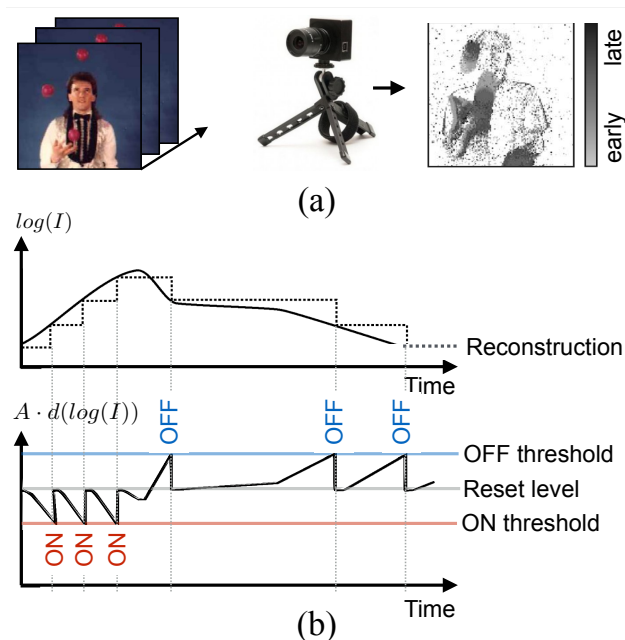 late
early
(a)
log(I)
Reconstruction
Time
A · d(log(I))
OFF
OFF
OFF
OFF threshold
Reset level
ON threshold
ON
ON
ON
Time
(b)